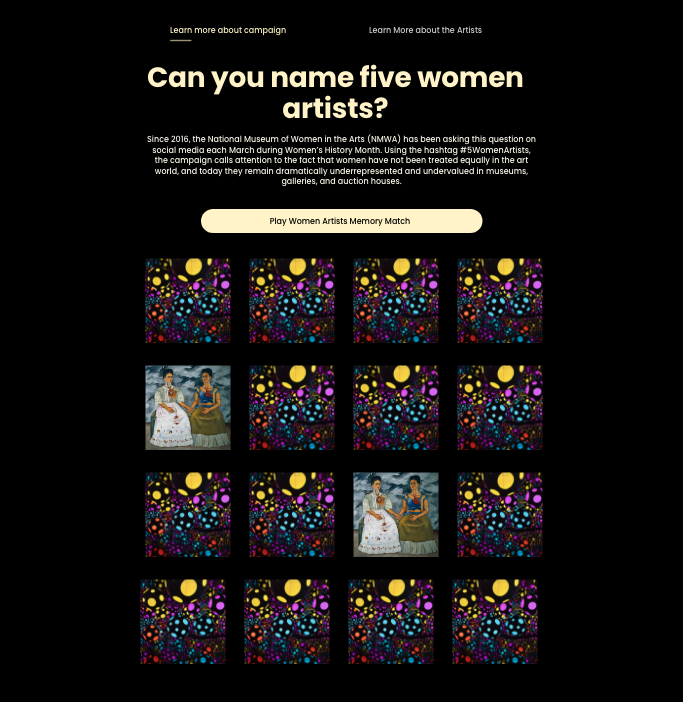 Learn more about campaign
Learn More about the Artists
Can you name five women
artists?
Since 2016, the National Museum of Women in the Arts (NMWA) has been asking this question on
social media each March during Women's History Month. Using the hashtag #5WomenArtists,
the campaign calls attention to the fact that women have not been treated equally in the art
world, and today they remain dramatically underrepresented and undervalued in museums,
galleries, and auction houses.
Play Women Artists Memory Match